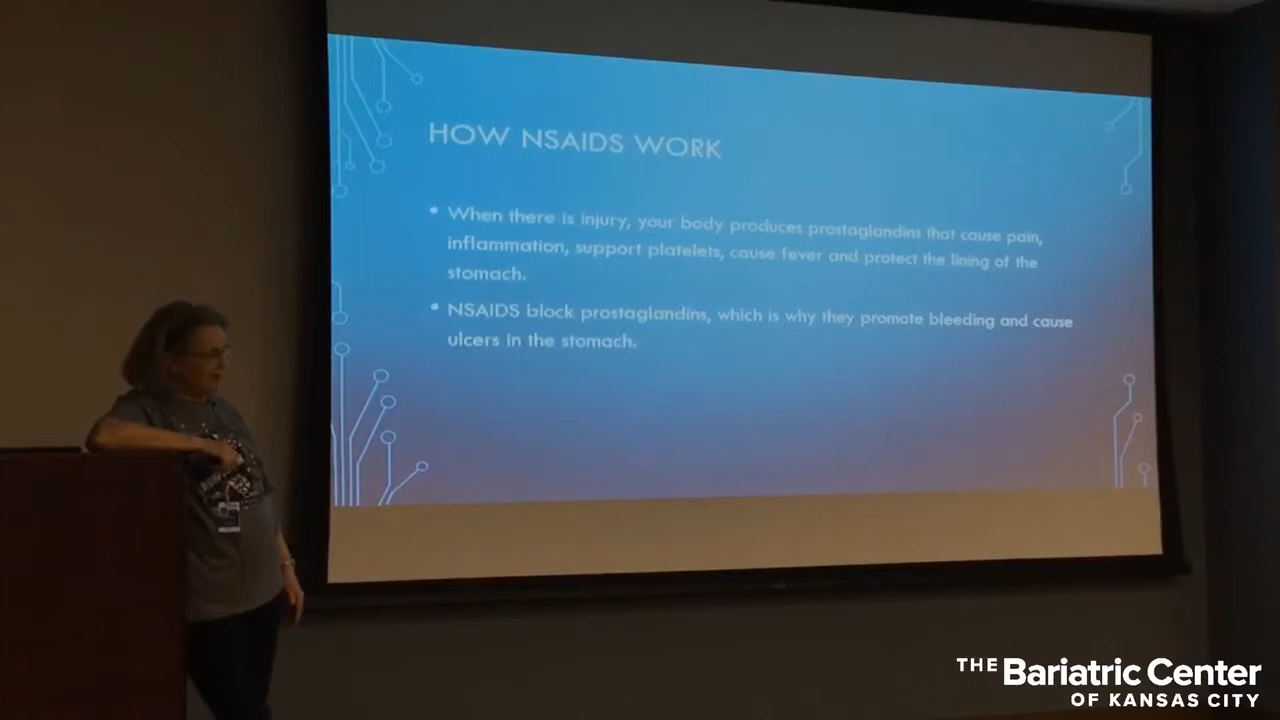 HOW NSAIDS WORK
• When there is injury, your body produces prostaglandins that cause pain,
inflammation, support platelets, cause fever and protect the lining of the
stomach.
• NSAIDS block prostaglandins, which is why they promote bleeding and cause
ulcers in the stomach.
THE Bariatric Center
OF KANSAS CITY